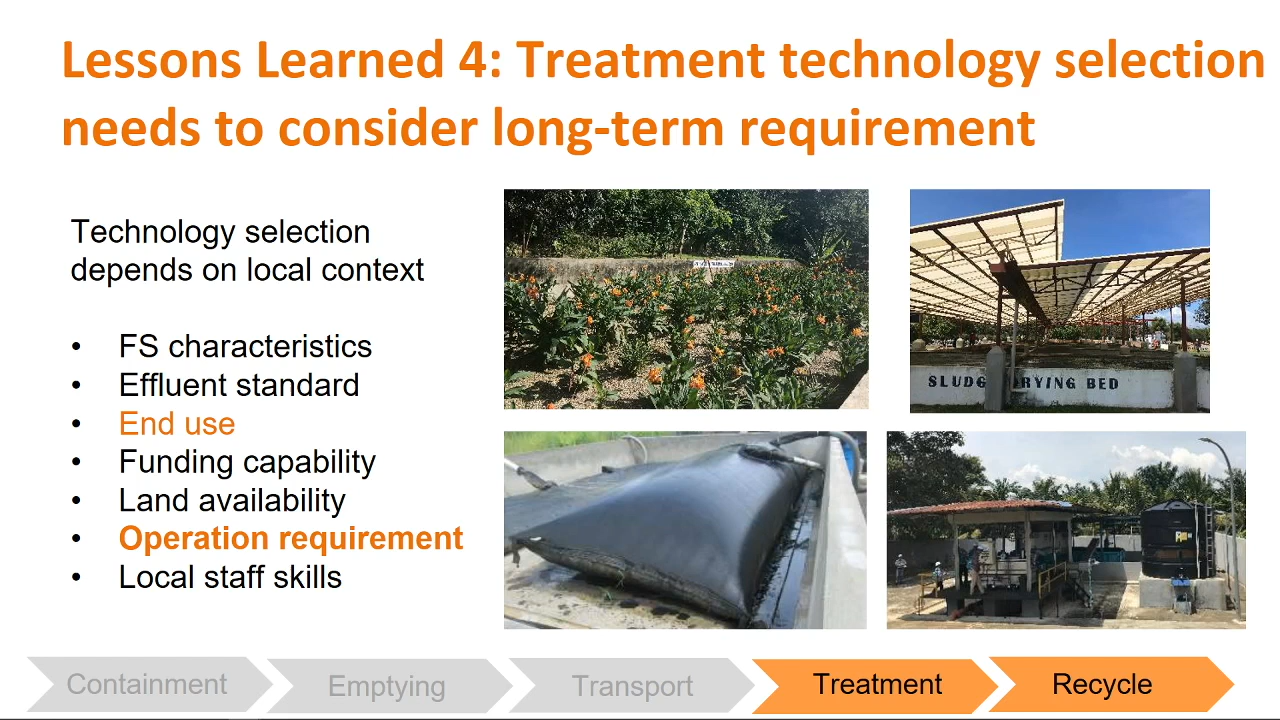 Lessons Learned 4: Treatment technology selection
needs to consider long-term requirement
Technology selection
depends on local context
• FS characteristics
• Effluent standard
• End use
• Funding capability
• Land availability
• Operation requirement
• Local staff skills
SLUDG DRYING BED
Containment
Emptying
Transport
Treatment
Recycle